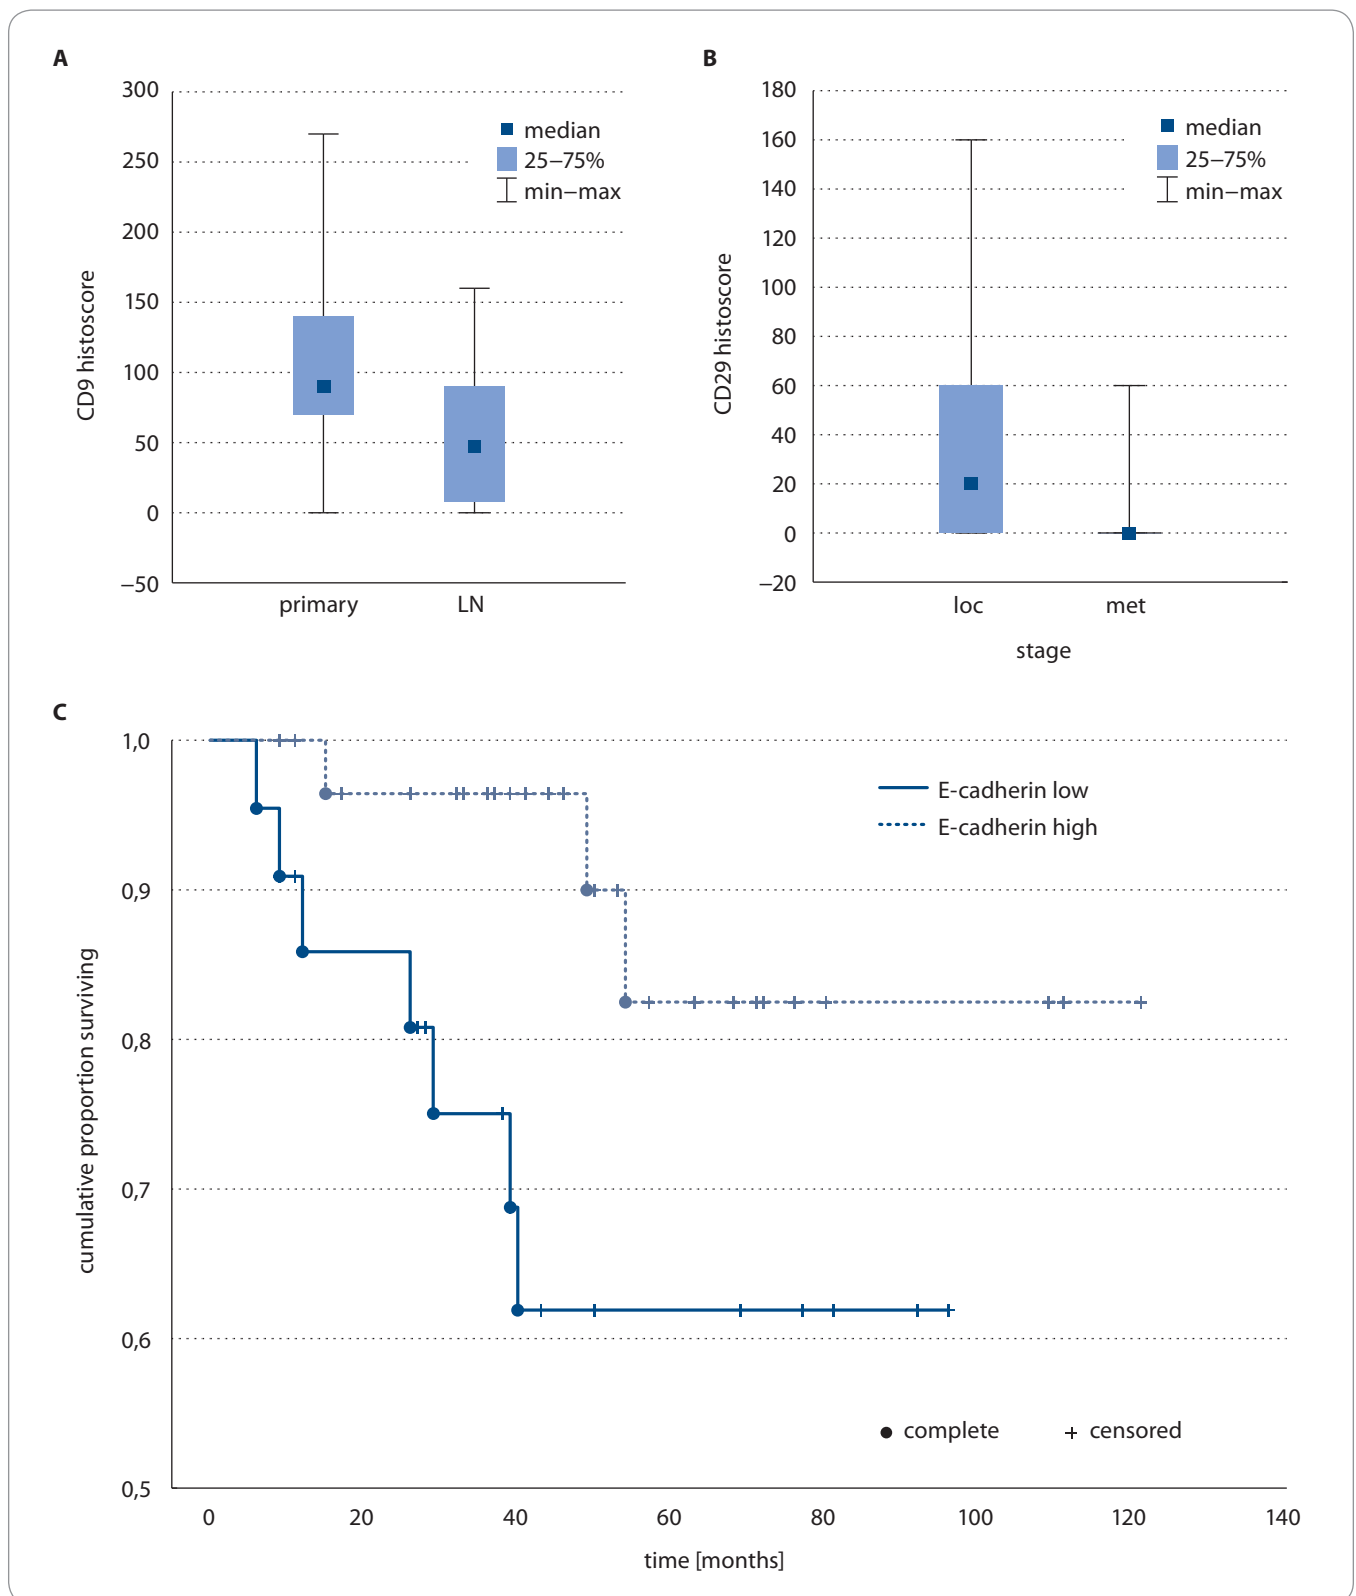 A
300
250
200
150
100
50
0
−50
CD9 histoscore
median
25−75%
min−max
primary LN
B
180
160
140
120
100
80
60
40
20
0
−20
CD29 histoscore
median
25−75%
min−max
loc met
stage
C
1,0
0,9
0,8
0,7
0,6
0,5
cumulative proportion surviving
E-cadherin low
E-cadherin high
complete censored
0 20 40 60 80 100 120 140
time [months]